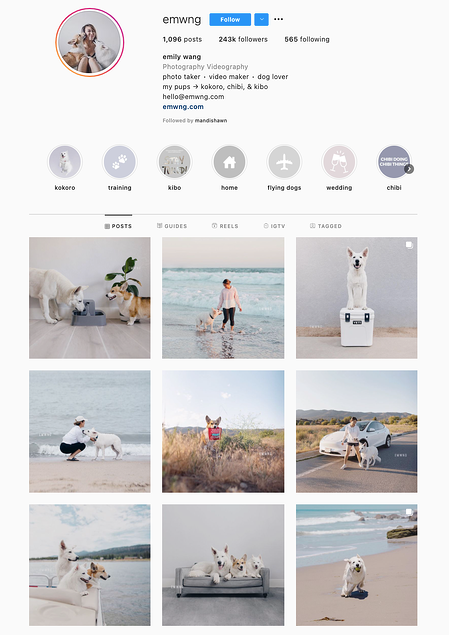 emwng Follow
1,096 posts 243k followers 565 following
emily wang
Photography Videography
photo taker • video maker • dog lover
my pups → kokoro, chibi, & kibo
hello@emwng.com
emwng.com
Followed by mandishawn
CHIBI DOING
CHIBI THINGS
kokoro training kibo home flying dogs wedding chibi
POSTS GUIDES REELS IGTV TAGGED
YETI